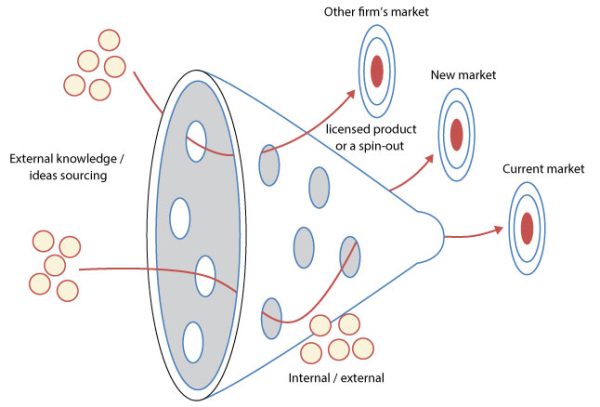 Other firm's market
New market
licensed product
or a spin-out
External knowledge /
ideas sourcing
Current market
Internal / external